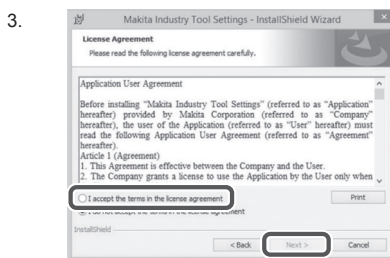 3.
Makita Industry Tool Settings - InstallShield Wizard
License Agreement
Please read the following license agreement carefully.
Application User Agreement
Before installing "Makita Industry Tool Settings" (referred to as "Application"
hereafter) provided by Makita Corporation (referred to as "Company"
hereafter), the user of the Application (referred to as "User" hereafter) must
read the following Application User Agreement (referred to as "Agreement"
hereafter).
Article 1 (Agreement)
1. This Agreement is effective between the Company and the User.
2. The Company grants a license to use the Application by the User only when
I accept the terms in the license agreement
Print
I do not accept the terms in the license agreement
InstallShield
< Back
Next >
Cancel